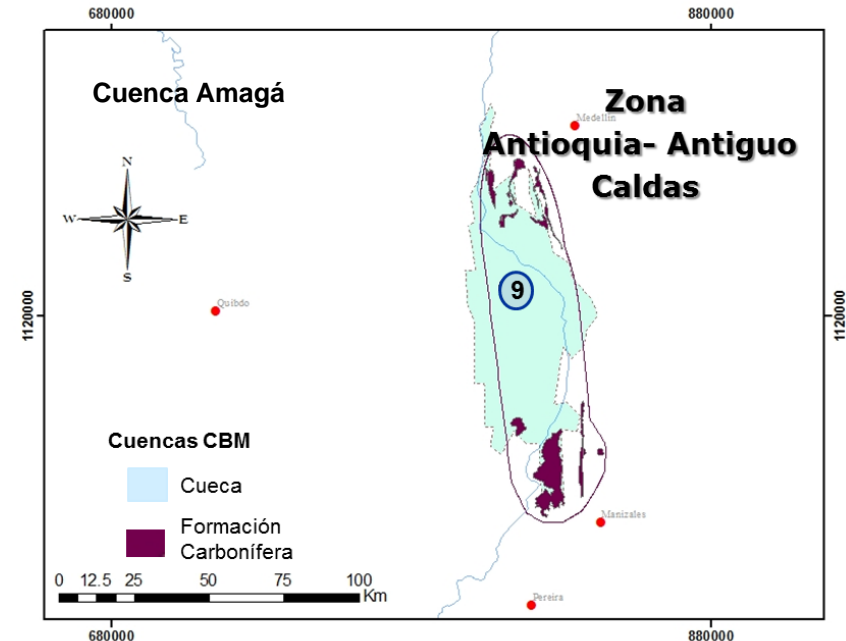 680000
880000
Cuenca Amagá
Zona
Medellin
Antioquia- Antiguo
Caldas
N
W
E
S
9
Quibdo
1120000
1120000
Cuencas CBM
Cueca
Formación
Carbonífera
Manizales
0 12.5 25 50 75 100
Km
Pereira
680000
880000